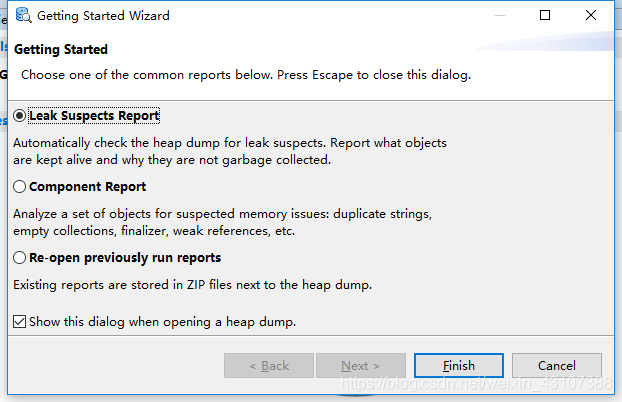 Getting Started Wizard
Getting Started
Choose one of the common reports below. Press Escape to close this dialog.
Leak Suspects Report
Automatically check the heap dump for leak suspects. Report what objects
are kept alive and why they are not garbage collected.
Component Report
Analyze a set of objects for suspected memory issues: duplicate strings,
empty collections, finalizer, weak references, etc.
Re-open previously run reports
Existing reports are stored in ZIP files next to the heap dump.
Show this dialog when opening a heap dump.
< Back Next > Finish Cancel
https://blog.csdn.net/weixin_43107388